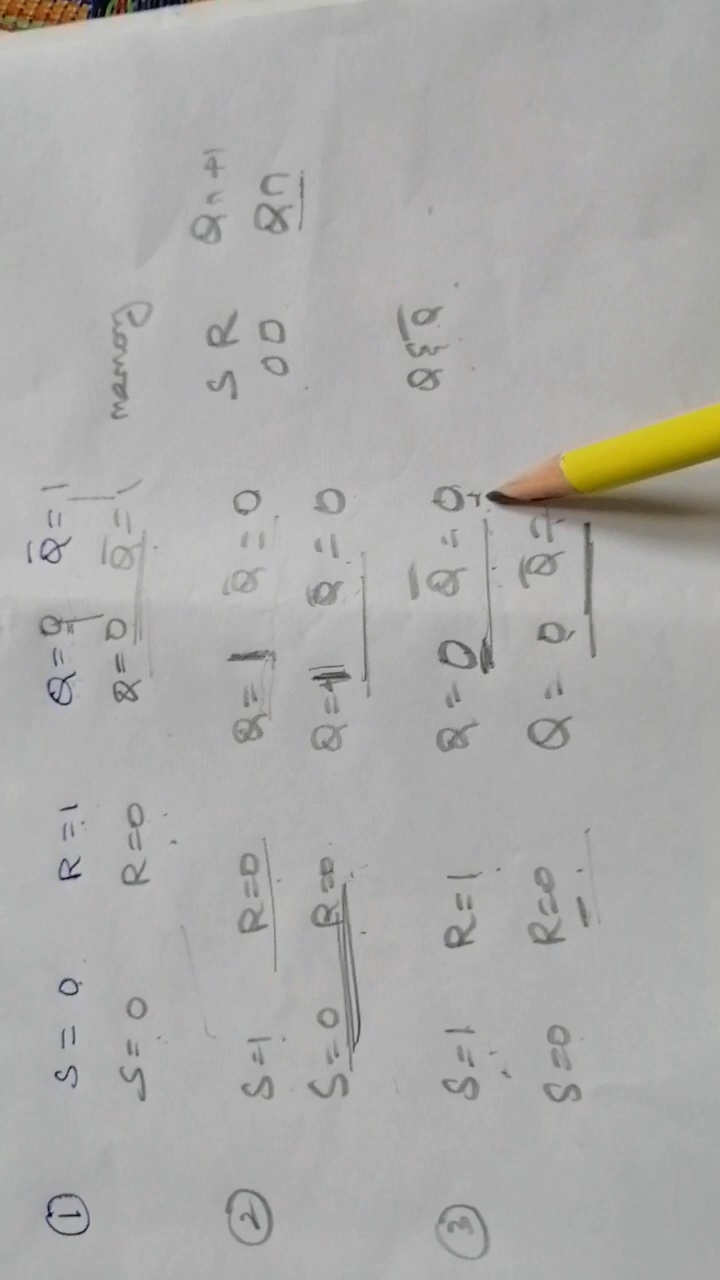 ① S = 0 R = 1 Q = 0 Q̅ = 1
S = 0 R = 0 Q = 0 Q̅ = 1 memory
② S = 1 R = 0 Q = 1 Q̅ = 0 S R Qn+1
S = 0 R = 0 Q = 1 Q̅ = 0 0 0 Qn
③ S = 1 R = 1 Q = 0 Q̅ = 0 Q & Q̅
S = 0 R = 0 Q = 0 Q̅ =